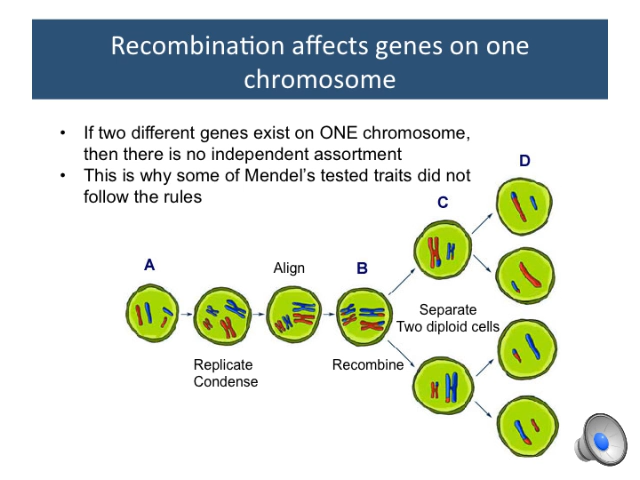 Recombination affects genes on one
chromosome
• If two different genes exist on ONE chromosome,
then there is no independent assortment
• This is why some of Mendel's tested traits did not
follow the rules
D
C
A
Align
B
Separate
Two diploid cells
Replicate
Condense
Recombine